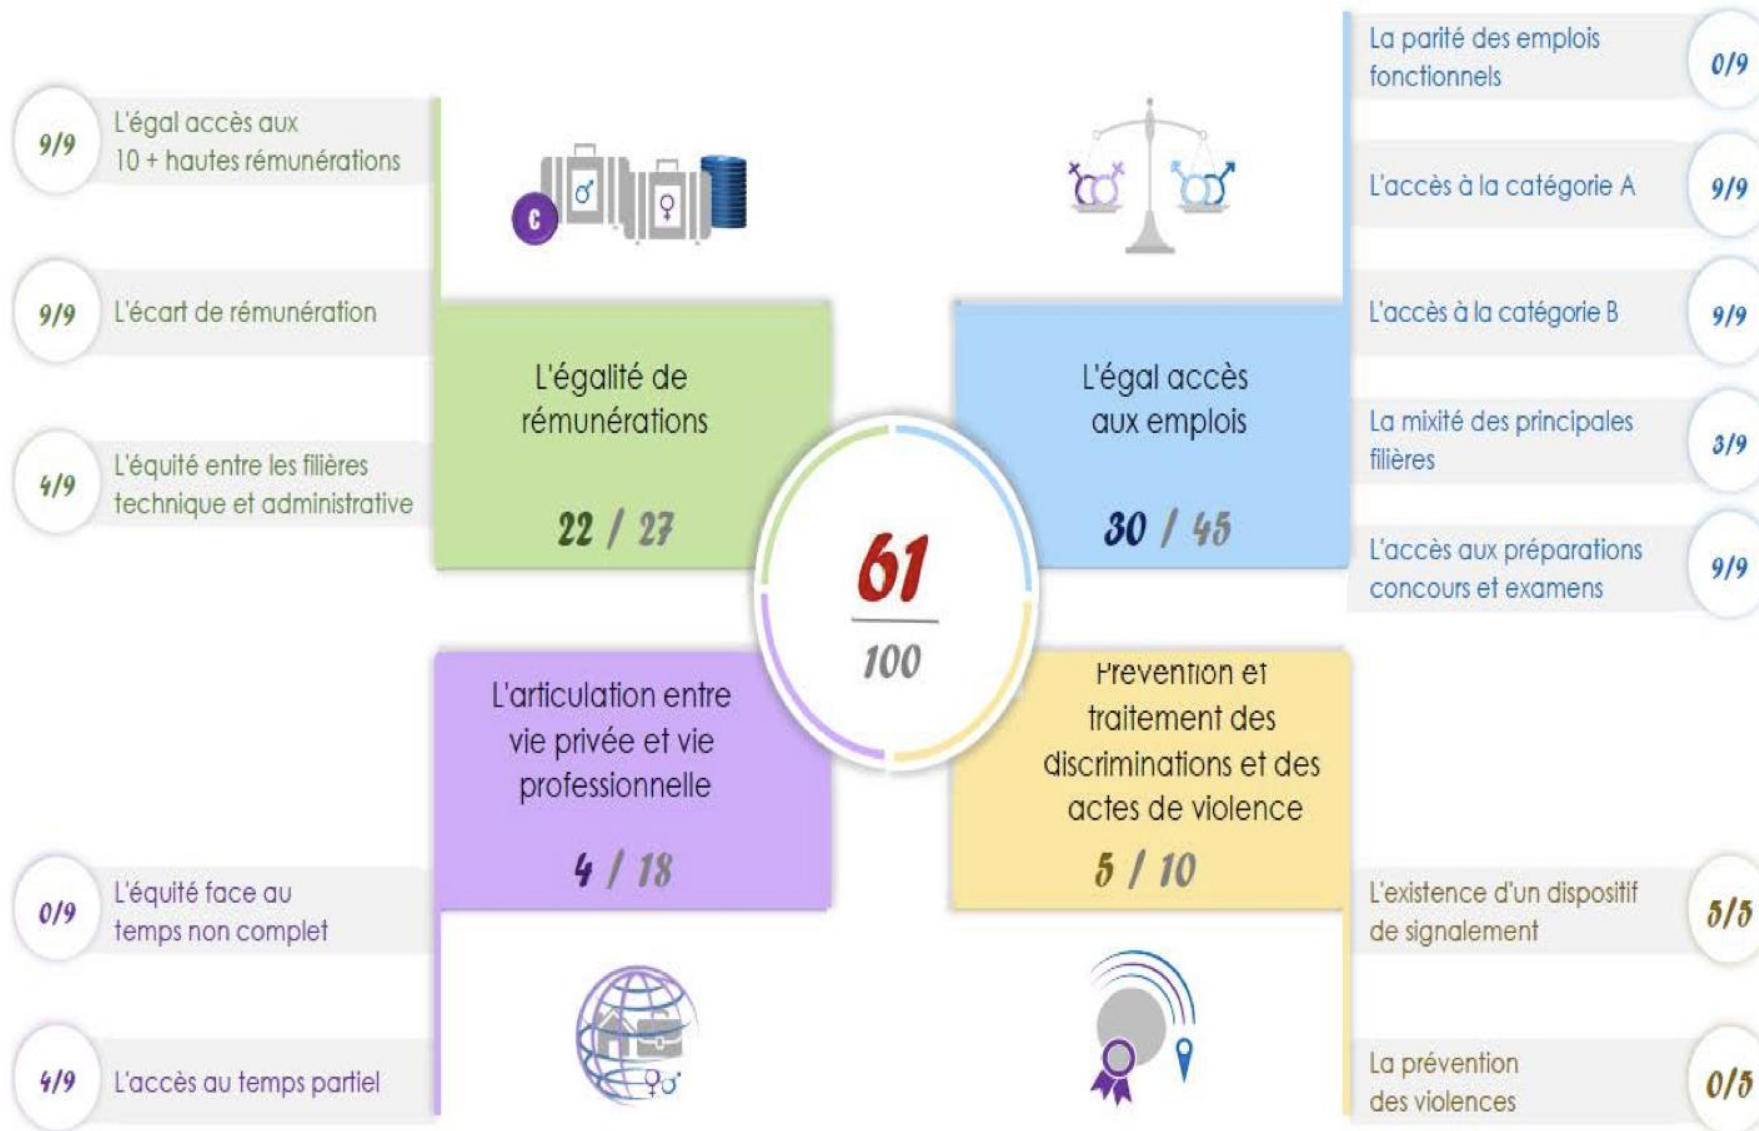 9/9
L'égal accès aux
10 + hautes rémunérations
9/9
L'écart de rémunération
4/9
L'équité entre les filières
technique et administrative
€
L'égalité de
rémunérations
22 / 27
L'égal accès
aux emplois
30 / 45
La parité des emplois
fonctionnels
0/9
L'accès à la catégorie A
9/9
L'accès à la catégorie B
9/9
La mixité des principales
filières
3/9
L'accès aux préparations
concours et examens
9/9
61
100
L'articulation entre
vie privée et vie
professionnelle
4 / 18
0/9
L'équité face au
temps non complet
4/9
L'accès au temps partiel
Prévention et
traitement des
discriminations et des
actes de violence
5 / 10
L'existence d'un dispositif
de signalement
5/5
La prévention
des violences
0/5